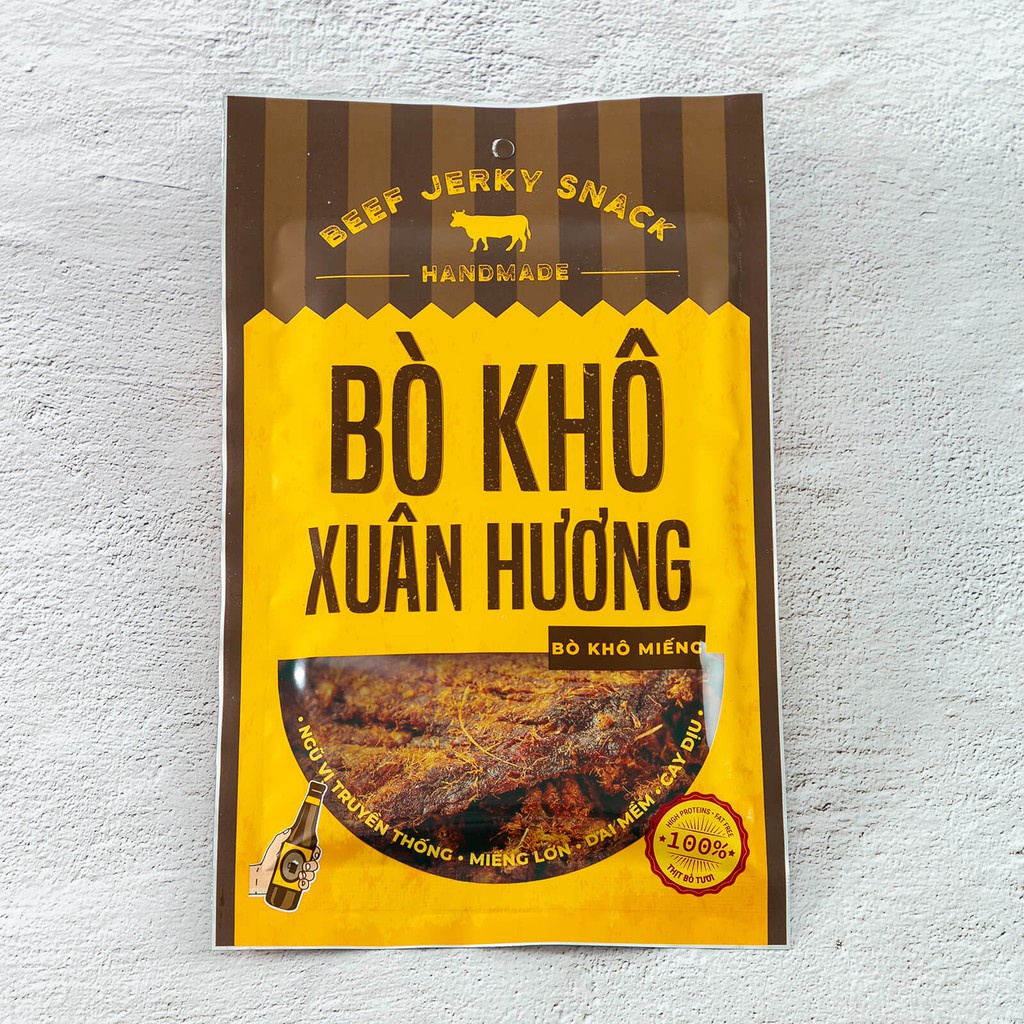 BEEF JERKY SNACK
HANDMADE
BÒ KHÔ
XUÂN HƯƠNG
BÒ KHÔ MIẾNG
• NGŨ VỊ TRUYỀN THỐNG • MIẾNG LỚN • DAI MỀM • CAY DỊU •
HIGH PROTEINS • FAT FREE
100%
THỊT BÒ TƯƠI